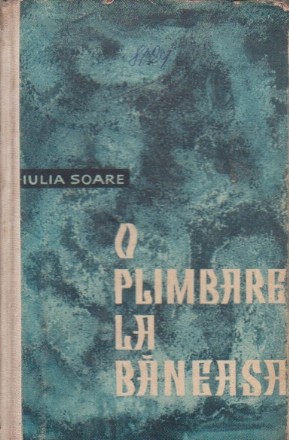 IULIA SOARE
O
PLIMBARE
LA
BĂNEASA